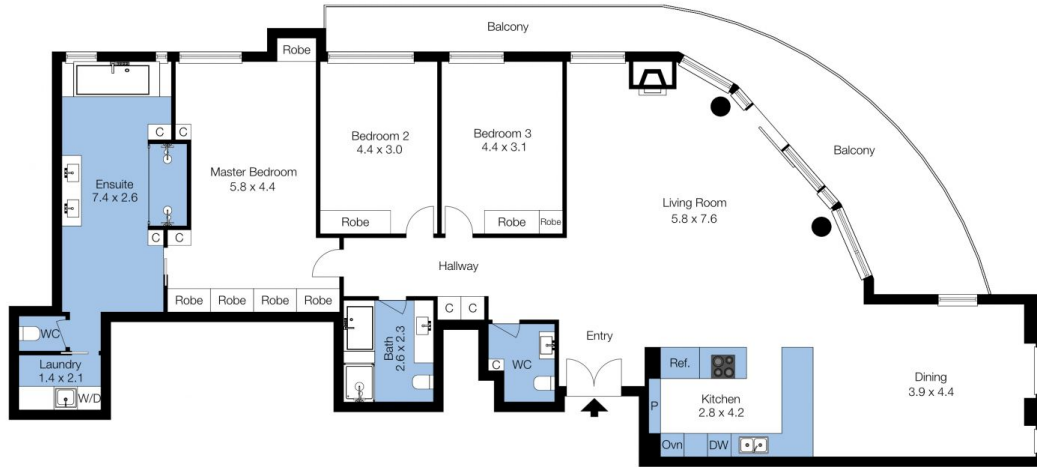 Balcony
Robe
Bedroom 2
4.4 x 3.0
Bedroom 3
4.4 x 3.1
C
C
Master Bedroom
5.8 x 4.4
Ensuite
7.4 x 2.6
Balcony
Living Room
5.8 x 7.6
Robe
Robe
Robe
C
C
Hallway
Robe
Robe
Robe
Robe
C
C
WC
Bath
2.6 x 2.3
Entry
WC
C
Laundry
1.4 x 2.1
W/D
Ref.
Dining
3.9 x 4.4
Kitchen
2.8 x 4.2
P
Ovn
DW